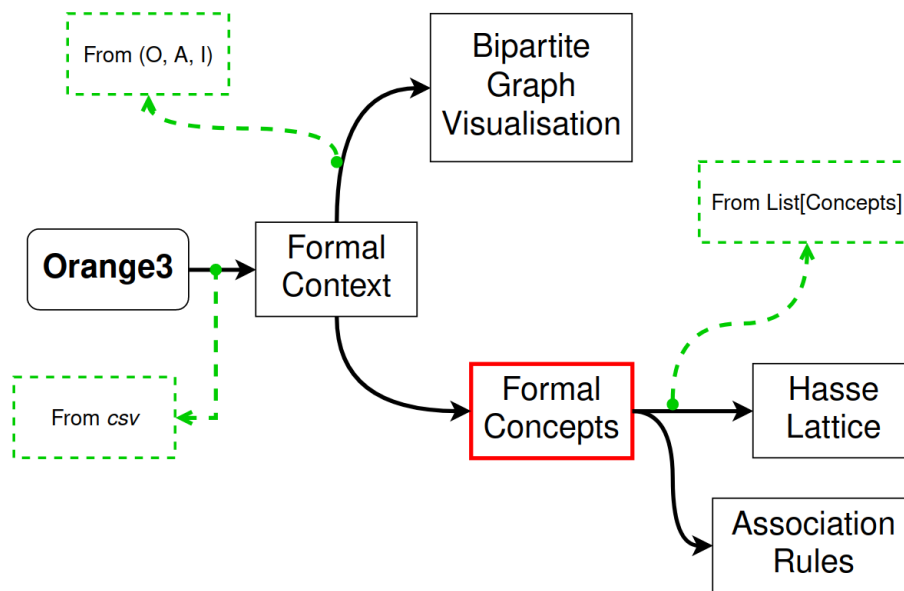 From (O, A, I)
Bipartite
Graph
Visualisation
From List[Concepts]
Orange3
Formal
Context
From csv
Formal
Concepts
Hasse
Lattice
Association
Rules